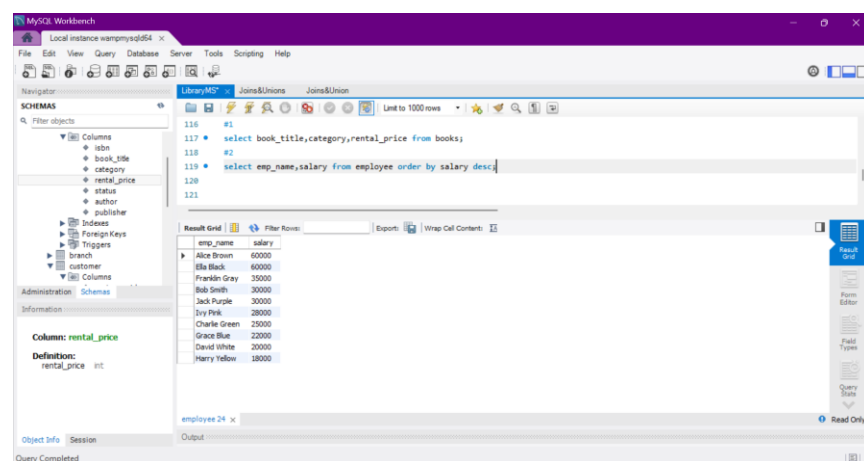 MySQL Workbench
Local instance wampmysqld64 ×
File Edit View Query Database Server Tools Scripting Help
Navigator
SCHEMAS
Filter objects
Columns
isbn
book_title
category
rental_price
status
author
publisher
Indexes
Foreign Keys
Triggers
branch
customer
Columns
Administration Schemas
Information
Column: rental_price
Definition:
rental_price int
Object Info Session
Query Completed
LibraryMS* × Joins&Unions Joins&Union
Limit to 1000 rows
116 #1
117 select book_title,category,rental_price from books;
118 #2
119 select emp_name,salary from employee order by salary desc;
120
121
Result Grid Filter Rows: Export: Wrap Cell Content:
emp_name salary
Alice Brown 60000
Ella Black 60000
Franklin Gray 35000
Bob Smith 30000
Jack Purple 30000
Ivy Pink 28000
Charlie Green 25000
Grace Blue 22000
David White 20000
Harry Yellow 18000
Result
Grid
Form
Editor
Field
Types
Query
State
employee 24 ×
Read Only
Output